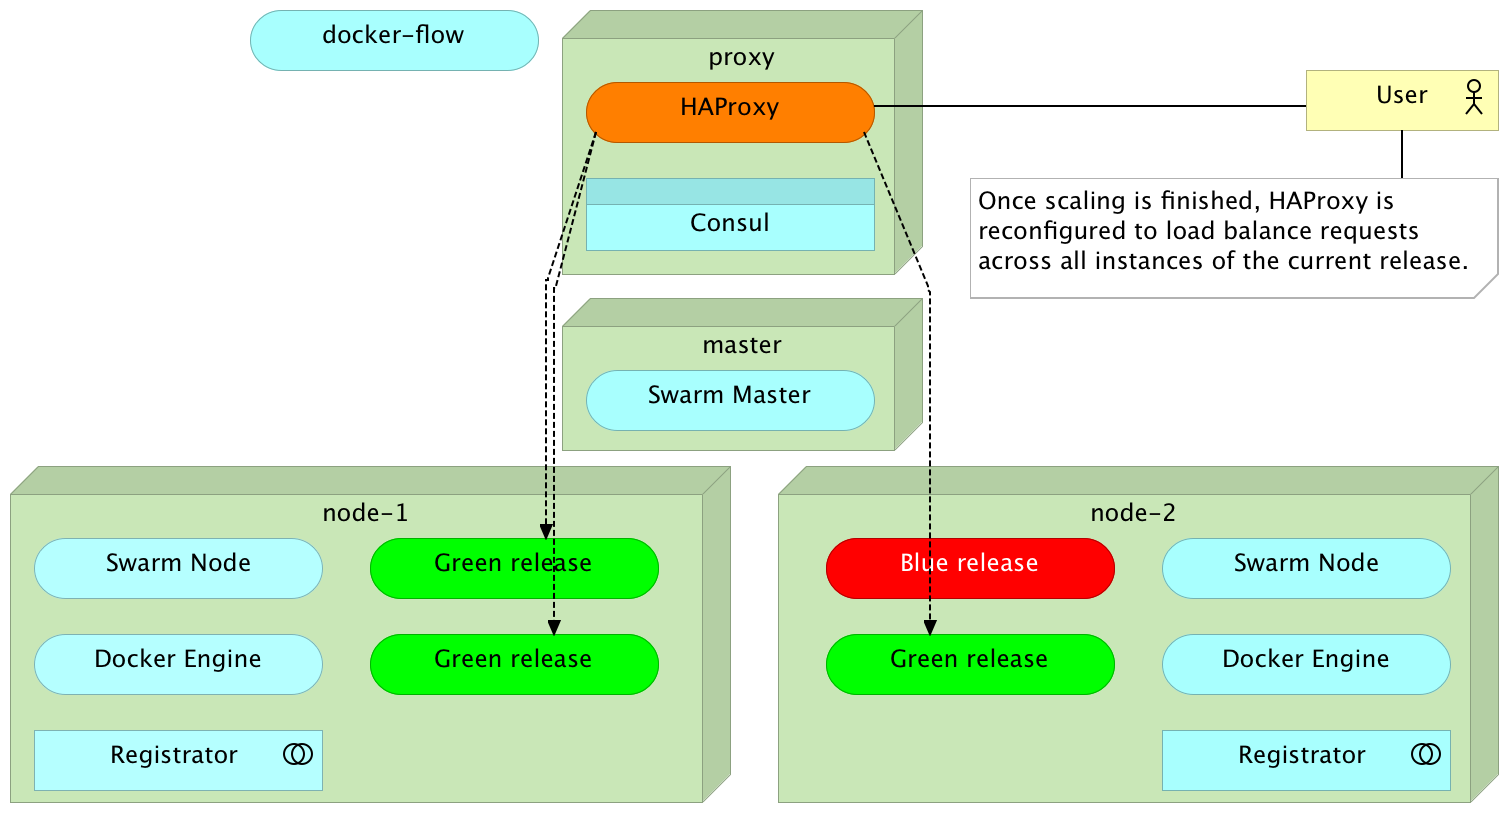 docker-flow
proxy
HAProxy
User
Consul
Once scaling is finished, HAProxy is
reconfigured to load balance requests
across all instances of the current release.
master
Swarm Master
node-1
Swarm Node
Green release
Docker Engine
Green release
Registrator
node-2
Blue release
Swarm Node
Green release
Docker Engine
Registrator